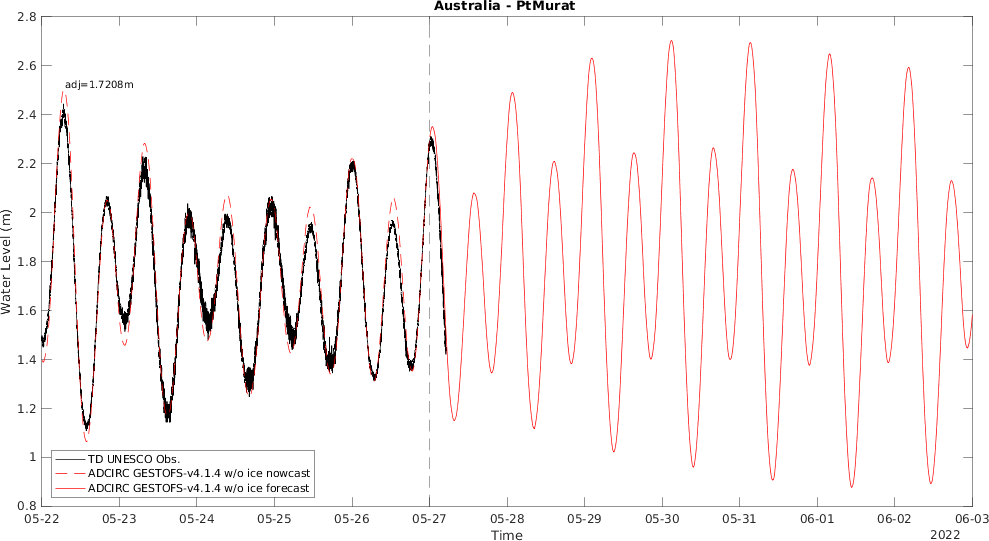 Australia - PtMurat
2.8
2.6
2.4
2.2
2
1.8
1.6
1.4
1.2
1
0.8
Water Level (m)
adj=1.7208m
TD UNESCO Obs.
ADCIRC GESTOFS-v4.1.4 w/o ice nowcast
ADCIRC GESTOFS-v4.1.4 w/o ice forecast
05-22 05-23 05-24 05-25 05-26 05-27 05-28 05-29 05-30 05-31 06-01 06-02 06-03
Time
2022